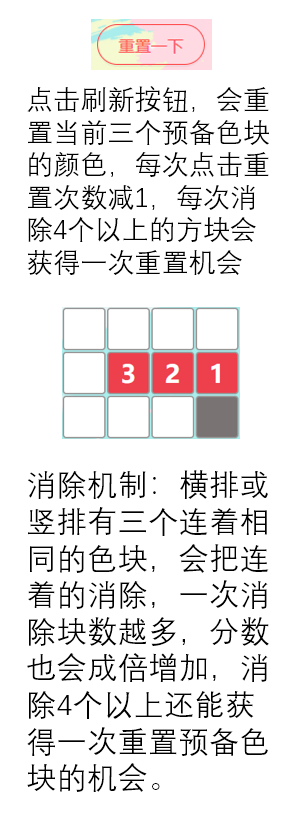 重置一下
点击刷新按钮，会重
置当前三个预备色块
的颜色，每次点击重
置次数减1，每次消
除4个以上的方块会
获得一次重置机会
3 2 1
消除机制：横排或
竖排有三个连着相
同的色块，会把连
着的消除，一次消
除块数越多，分数
也会成倍增加，消
除4个以上还能获
得一次重置预备色
块的机会。